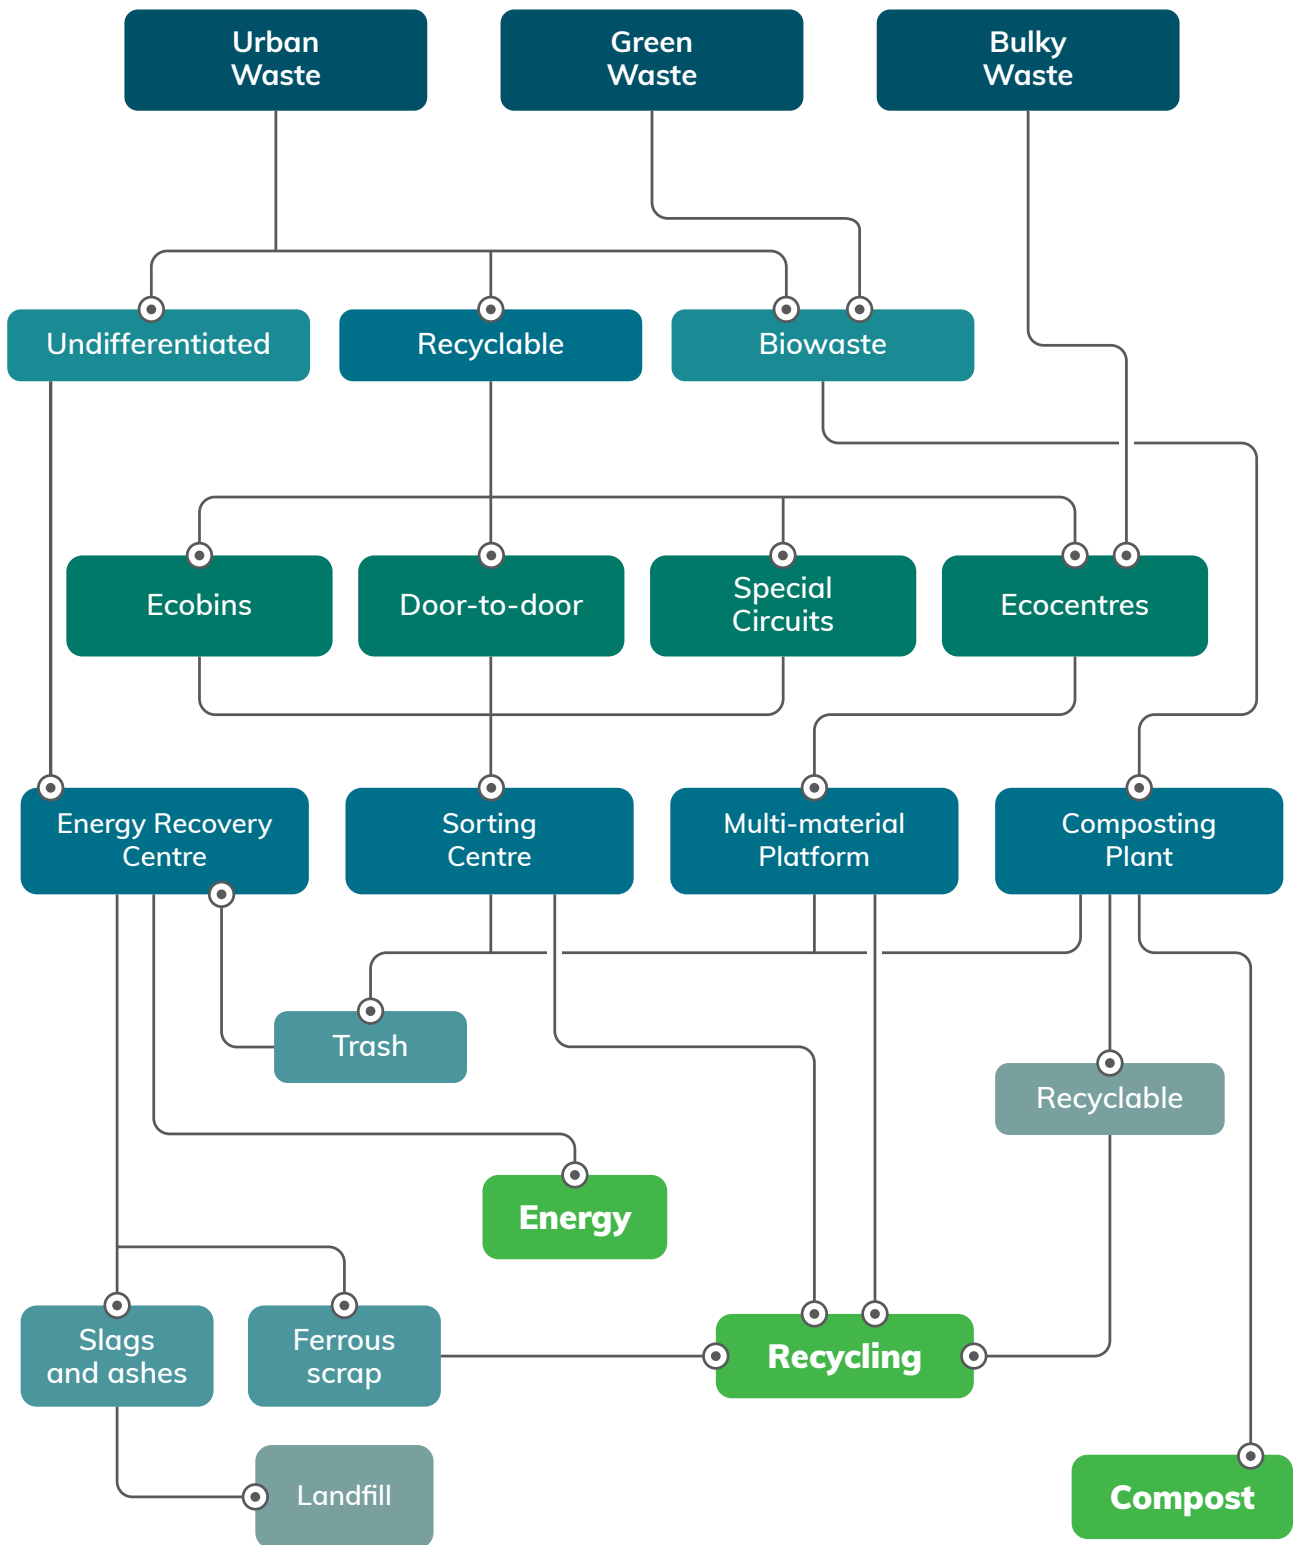 Urban
Waste
Green
Waste
Bulky
Waste
Undifferentiated
Recyclable
Biowaste
Ecobins
Door-to-door
Special
Circuits
Ecocentres
Energy Recovery
Centre
Sorting
Centre
Multi-material
Platform
Composting
Plant
Trash
Recyclable
Energy
Slags
and ashes
Ferrous
scrap
Recycling
Landfill
Compost